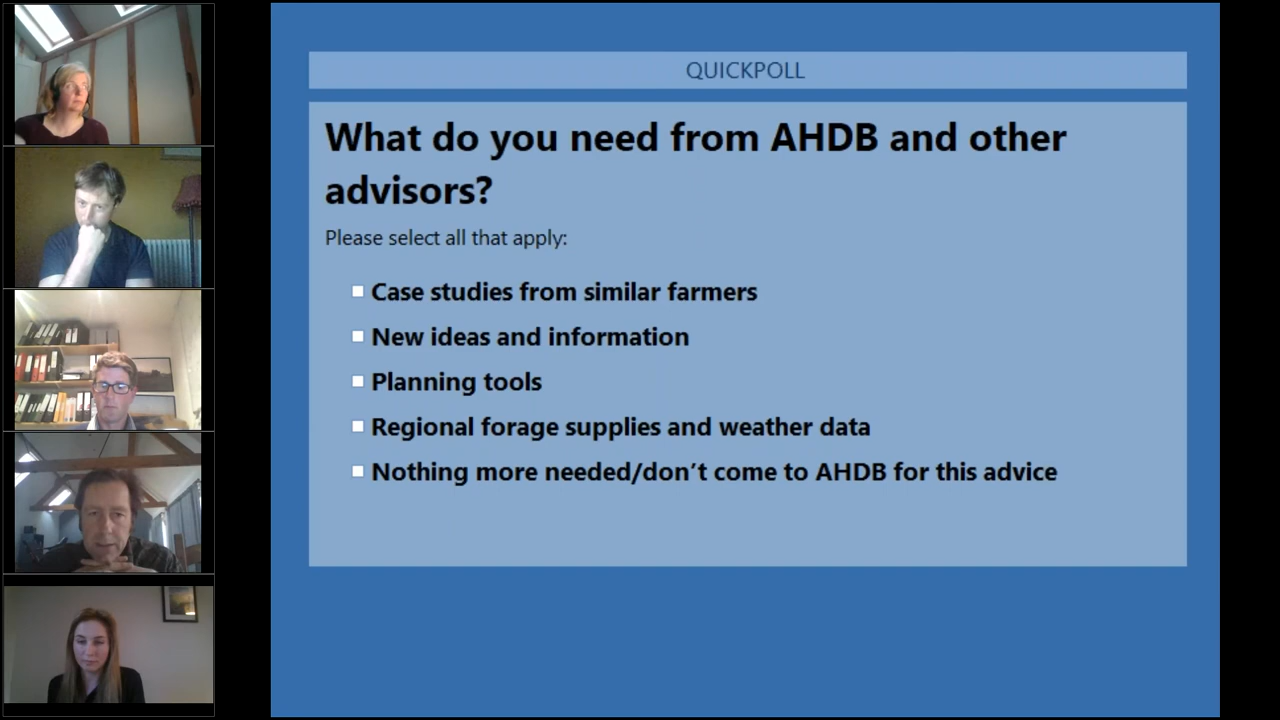 QUICKPOLL
What do you need from AHDB and other
advisors?
Please select all that apply:
Case studies from similar farmers
New ideas and information
Planning tools
Regional forage supplies and weather data
Nothing more needed/don’t come to AHDB for this advice